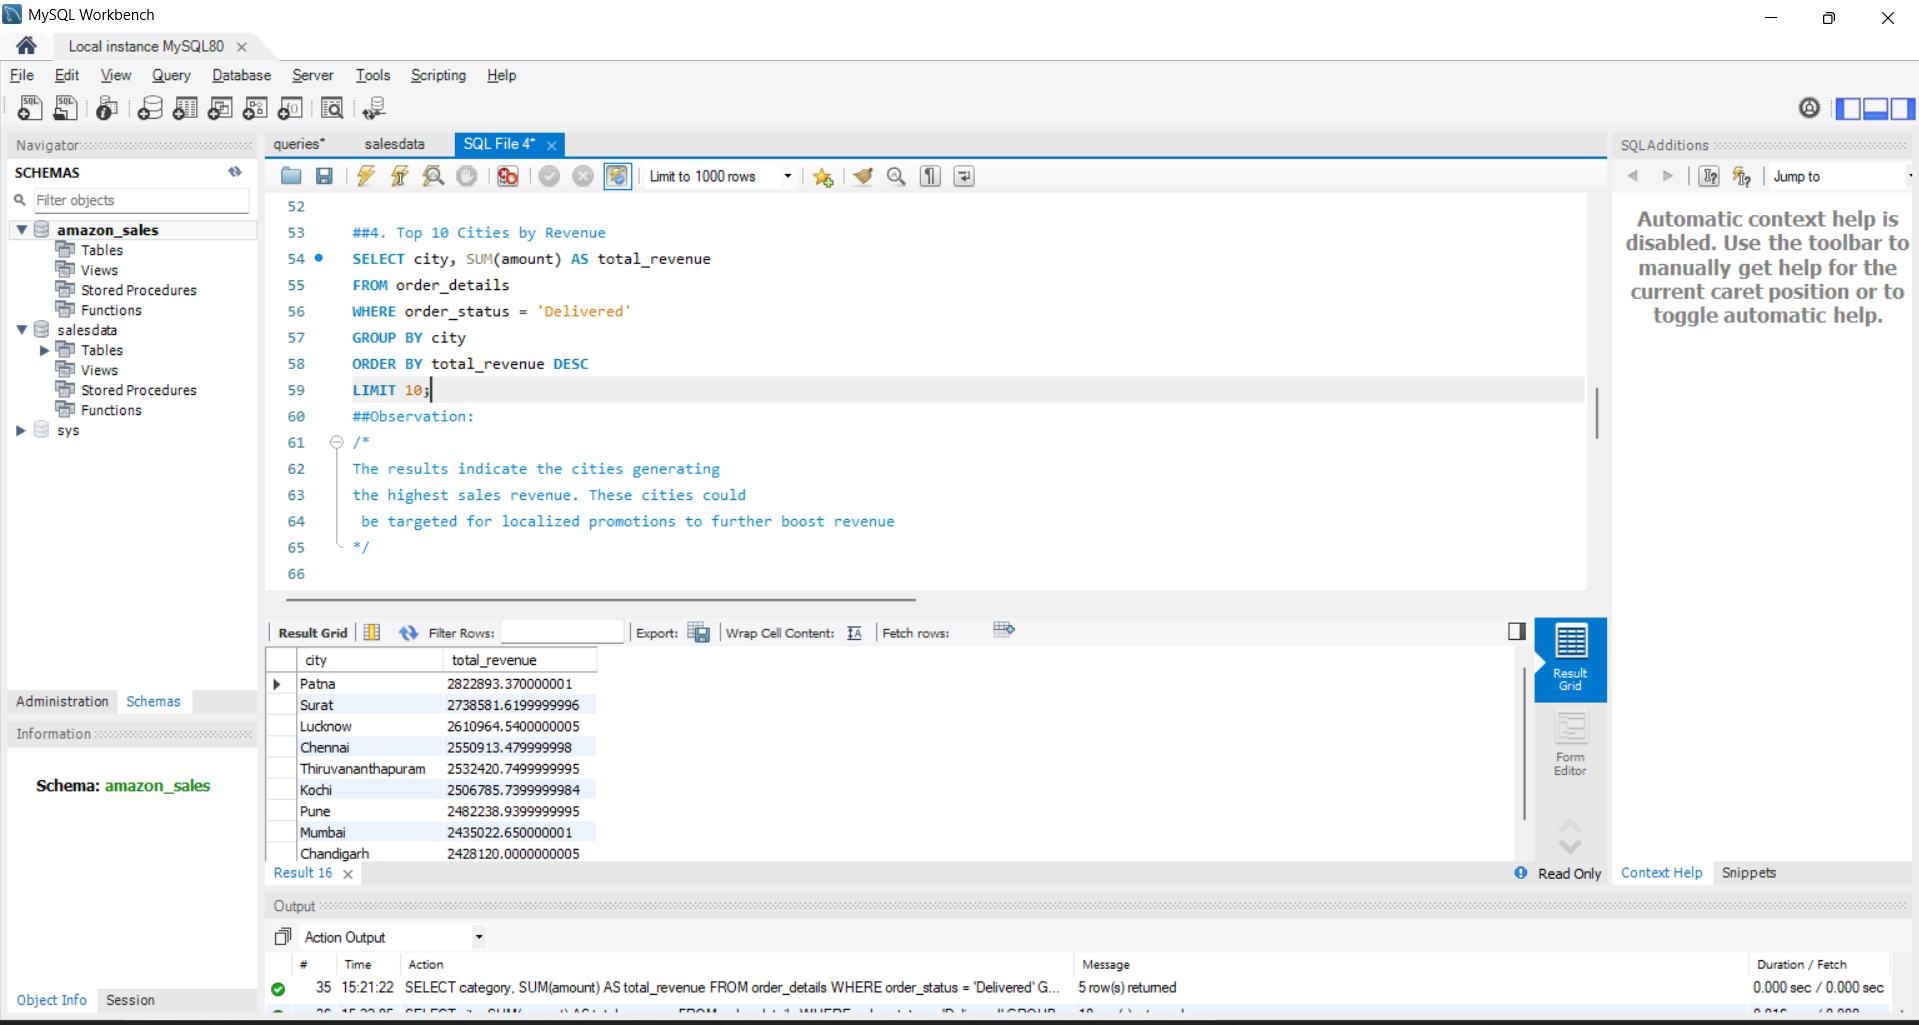 MySQL Workbench
Local instance MySQL80
File Edit View Query Database Server Tools Scripting Help
Navigator
SCHEMAS
Filter objects
amazon_sales
Tables
Views
Stored Procedures
Functions
salesdata
Tables
Views
Stored Procedures
Functions
sys
Administration Schemas
Information
Schema: amazon_sales
Object Info Session
queries* salesdata SQL File 4*
Limit to 1000 rows
52
53 ##4. Top 10 Cities by Revenue
54 SELECT city, SUM(amount) AS total_revenue
55 FROM order_details
56 WHERE order_status = 'Delivered'
57 GROUP BY city
58 ORDER BY total_revenue DESC
59 LIMIT 10;
60 ##Observation:
61 /*
62 The results indicate the cities generating
63 the highest sales revenue. These cities could
64 be targeted for localized promotions to further boost revenue
65 */
66
Result Grid Filter Rows: Export: Wrap Cell Content: Fetch rows:
city total_revenue
Patna 2822893.370000001
Surat 2738581.6199999996
Lucknow 2610964.5400000005
Chennai 2550913.479999998
Thiruvananthapuram 2532420.7499999995
Kochi 2506785.7399999984
Pune 2482238.9399999995
Mumbai 2435022.650000001
Chandigarh 2428120.0000000005
Result Grid
Form Editor
Result 16
Read Only
Output
Action Output
# Time Action Message Duration / Fetch
35 15:21:22 SELECT category, SUM(amount) AS total_revenue FROM order_details WHERE order_status = 'Delivered' G... 5 row(s) returned 0.000 sec / 0.000 sec
SQLAdditions
Jump to
Automatic context help is
disabled. Use the toolbar to
manually get help for the
current caret position or to
toggle automatic help.
Context Help Snippets